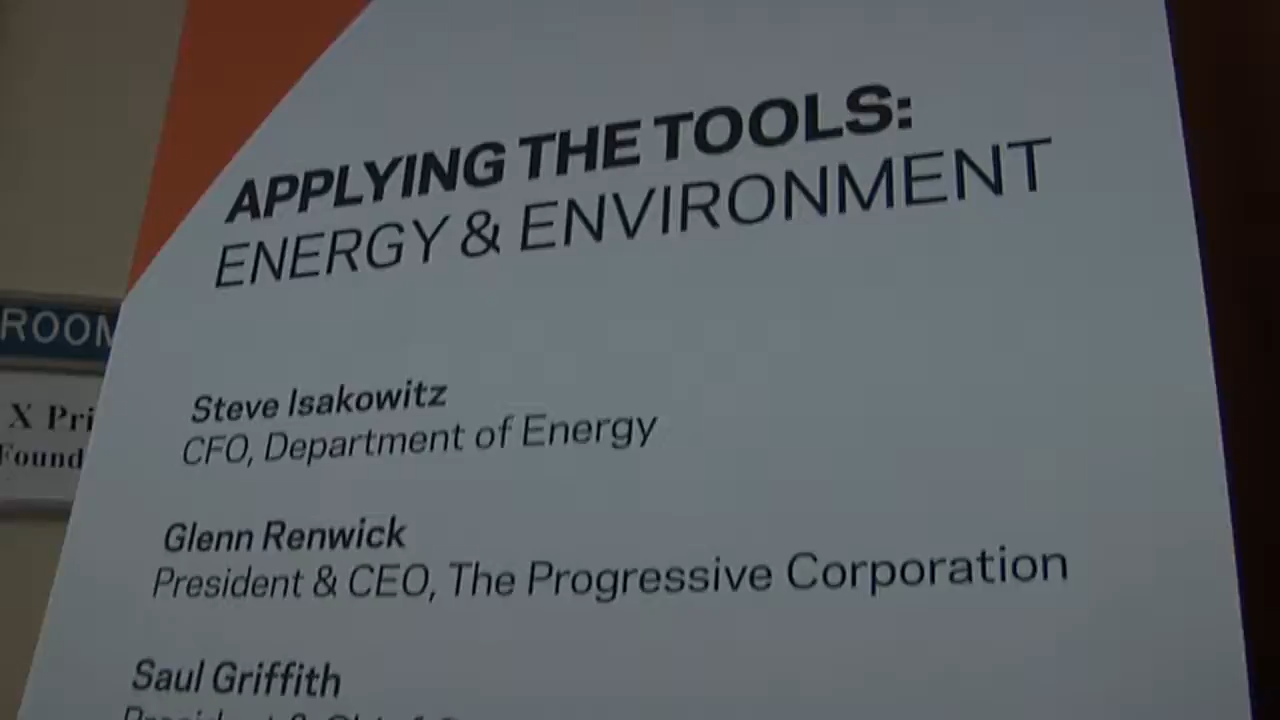 APPLYING THE TOOLS:
ENERGY & ENVIRONMENT
ROOM
X Pri
Found
Steve Isakowitz
CFO, Department of Energy
Glenn Renwick
President & CEO, The Progressive Corporation
Saul Griffith
President &